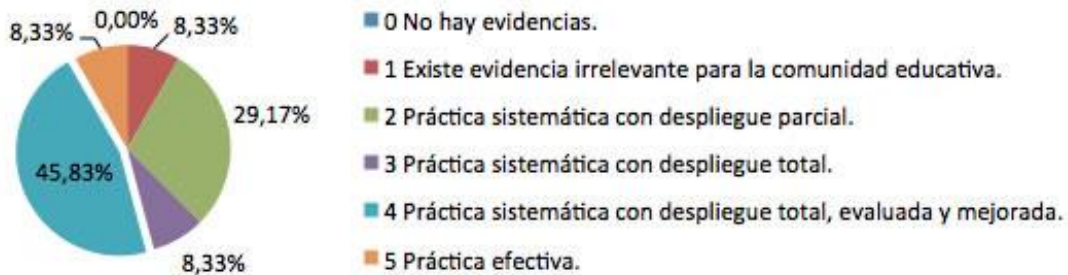 0,00%
8,33%
8,33%
29,17%
45,83%
8,33%
0 No hay evidencias.
1 Existe evidencia irrelevante para la comunidad educativa.
2 Práctica sistemática con despliegue parcial.
3 Práctica sistemática con despliegue total.
4 Práctica sistemática con despliegue total, evaluada y mejorada.
5 Práctica efectiva.